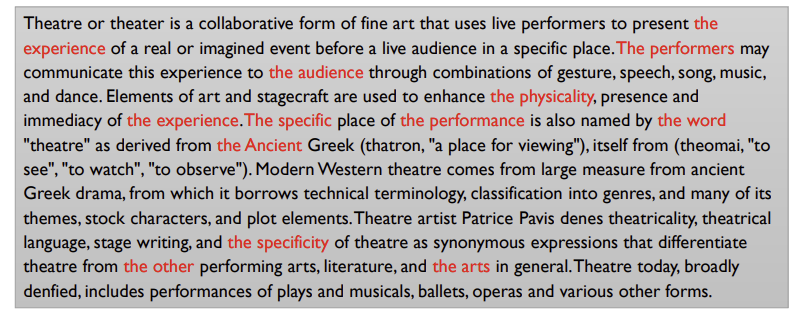 Theatre or theater is a collaborative form of fine art that uses live performers to present the
experience of a real or imagined event before a live audience in a specific place. The performers may
communicate this experience to the audience through combinations of gesture, speech, song, music,
and dance. Elements of art and stagecraft are used to enhance the physicality, presence and
immediacy of the experience. The specific place of the performance is also named by the word
"theatre" as derived from the Ancient Greek (thatron, "a place for viewing"), itself from (theomai, "to
see", "to watch", "to observe"). Modern Western theatre comes from large measure from ancient
Greek drama, from which it borrows technical terminology, classification into genres, and many of its
themes, stock characters, and plot elements. Theatre artist Patrice Pavis denes theatricality, theatrical
language, stage writing, and the specificity of theatre as synonymous expressions that differentiate
theatre from the other performing arts, literature, and the arts in general. Theatre today, broadly
denfied, includes performances of plays and musicals, ballets, operas and various other forms.